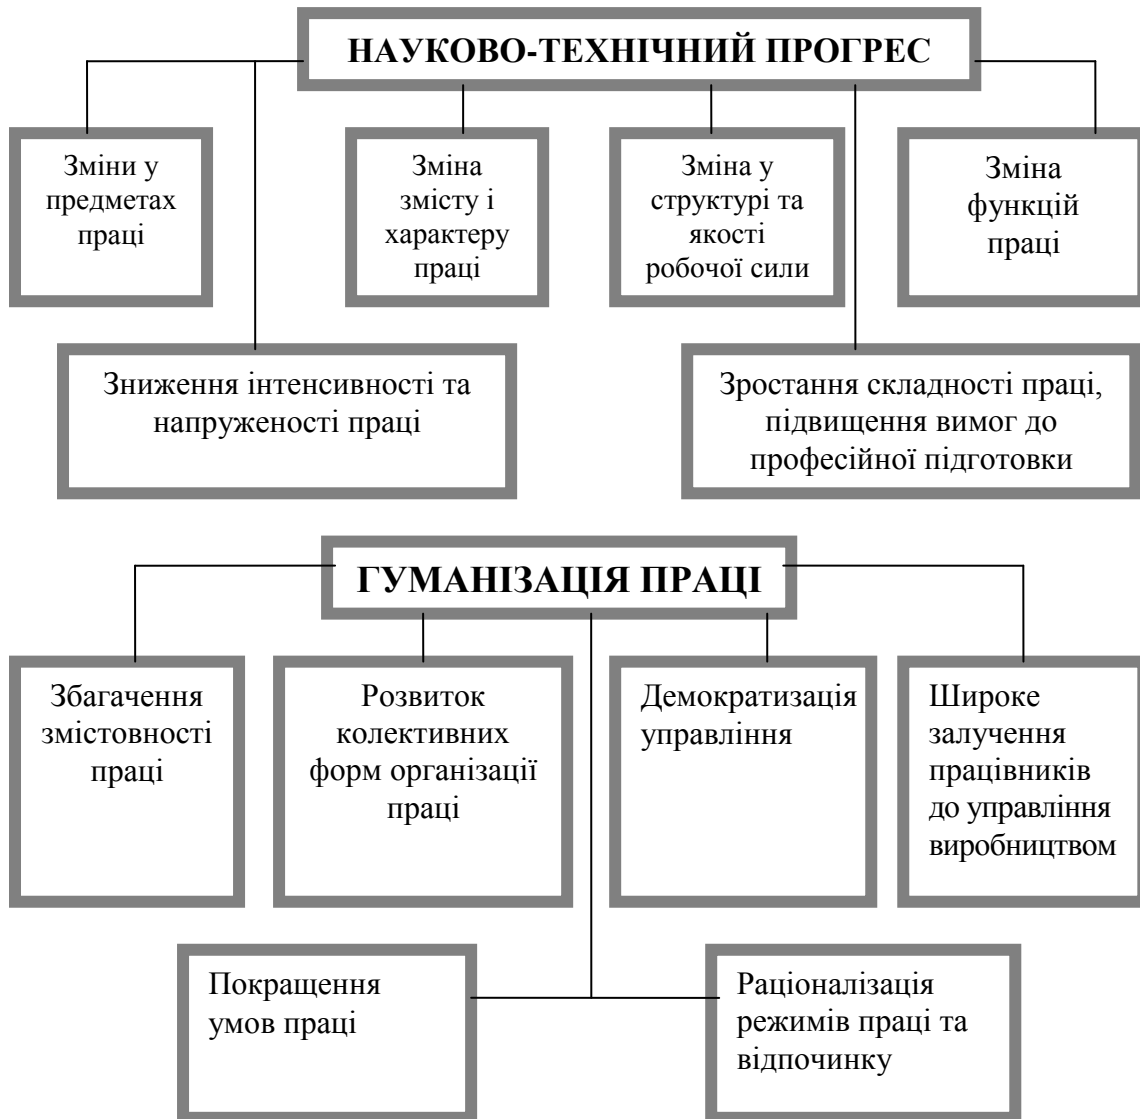 НАУКОВО-ТЕХНІЧНИЙ ПРОГРЕС
Зміни у
предметах
праці
Зміна
змісту і
характеру
праці
Зміна у
структурі та
якості
робочої сили
Зміна
функцій
праці
Зниження інтенсивності та
напруженості праці
Зростання складності праці,
підвищення вимог до
професійної підготовки
ГУМАНІЗАЦІЯ ПРАЦІ
Збагачення
змістовності
праці
Розвиток
колективних
форм організації
праці
Демократизація
управління
Широке
залучення
працівників
до управління
виробництвом
Покращення
умов праці
Раціоналізація
режимів праці та
відпочинку